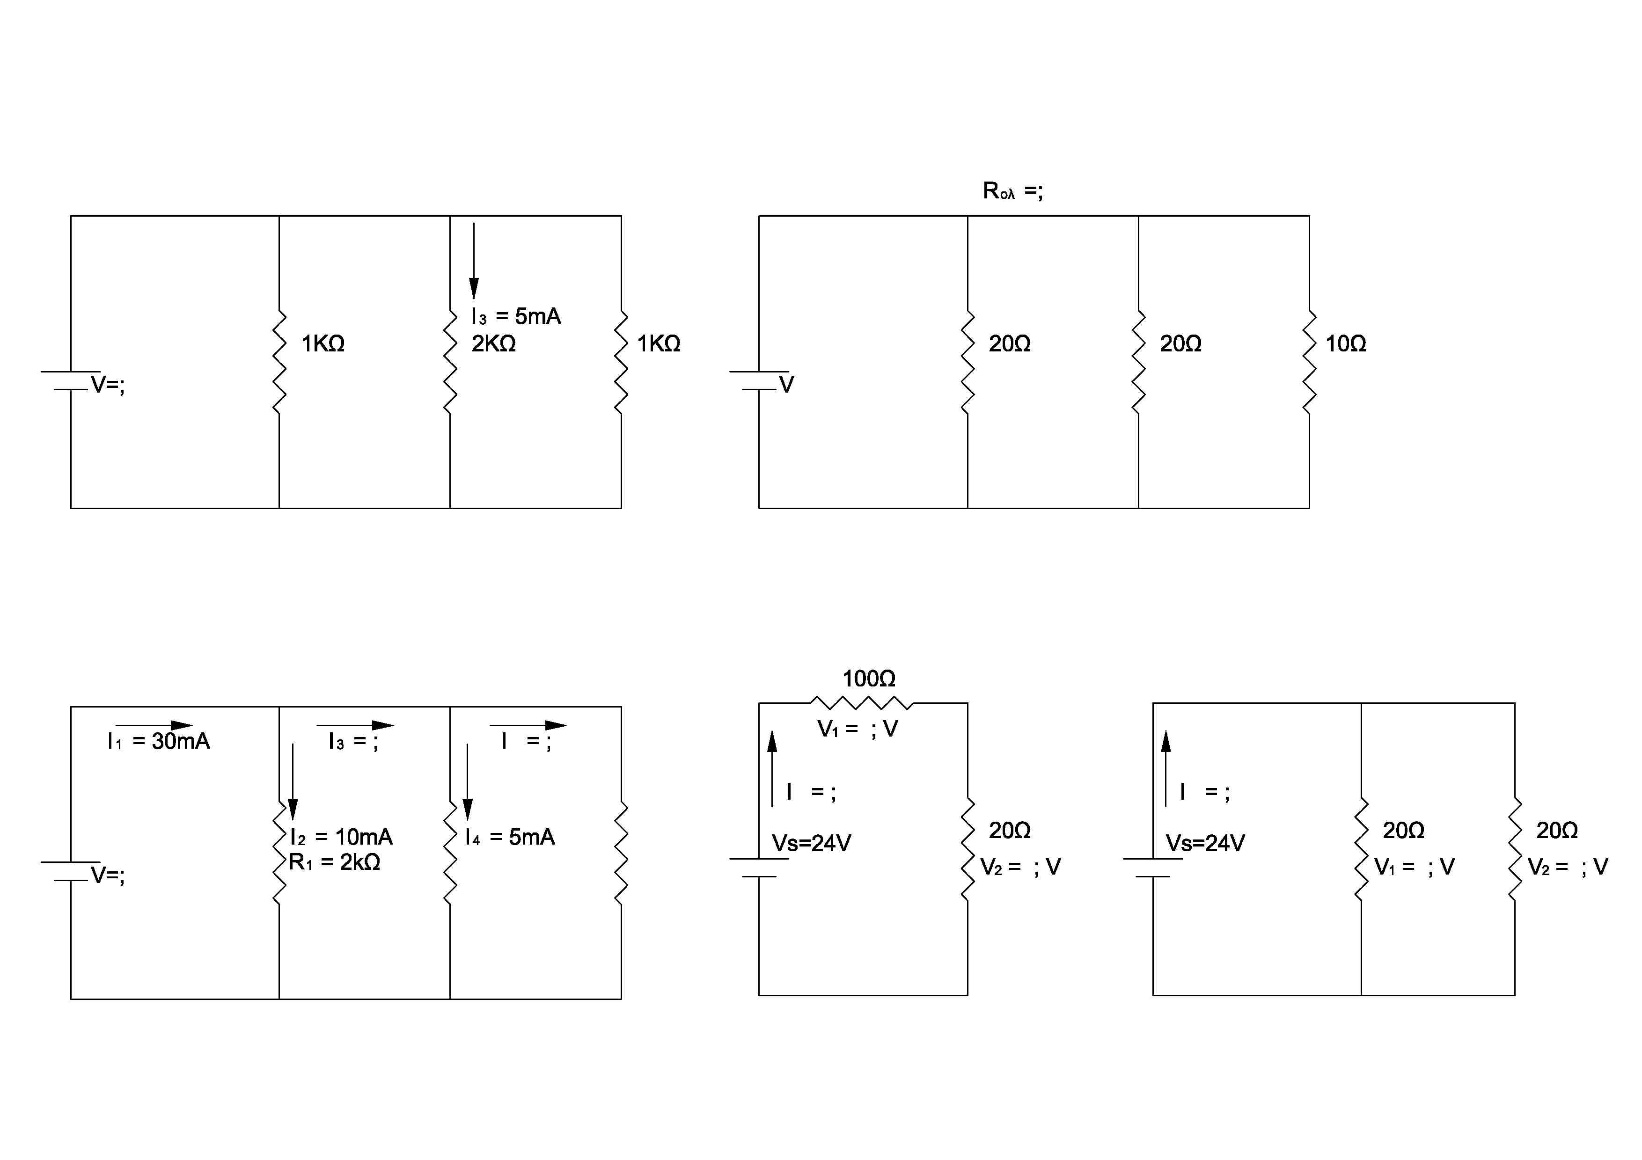 Rολ =;
I3 = 5mA
1KΩ
2KΩ
1KΩ
V=;
20Ω
20Ω
10Ω
V
I1 = 30mA
I3 = ;
I = ;
I2 = 10mA
R1 = 2kΩ
I4 = 5mA
V=;
100Ω
V1 = ; V
I = ;
Vs=24V
20Ω
V2 = ; V
I = ;
Vs=24V
20Ω
V1 = ; V
20Ω
V2 = ; V